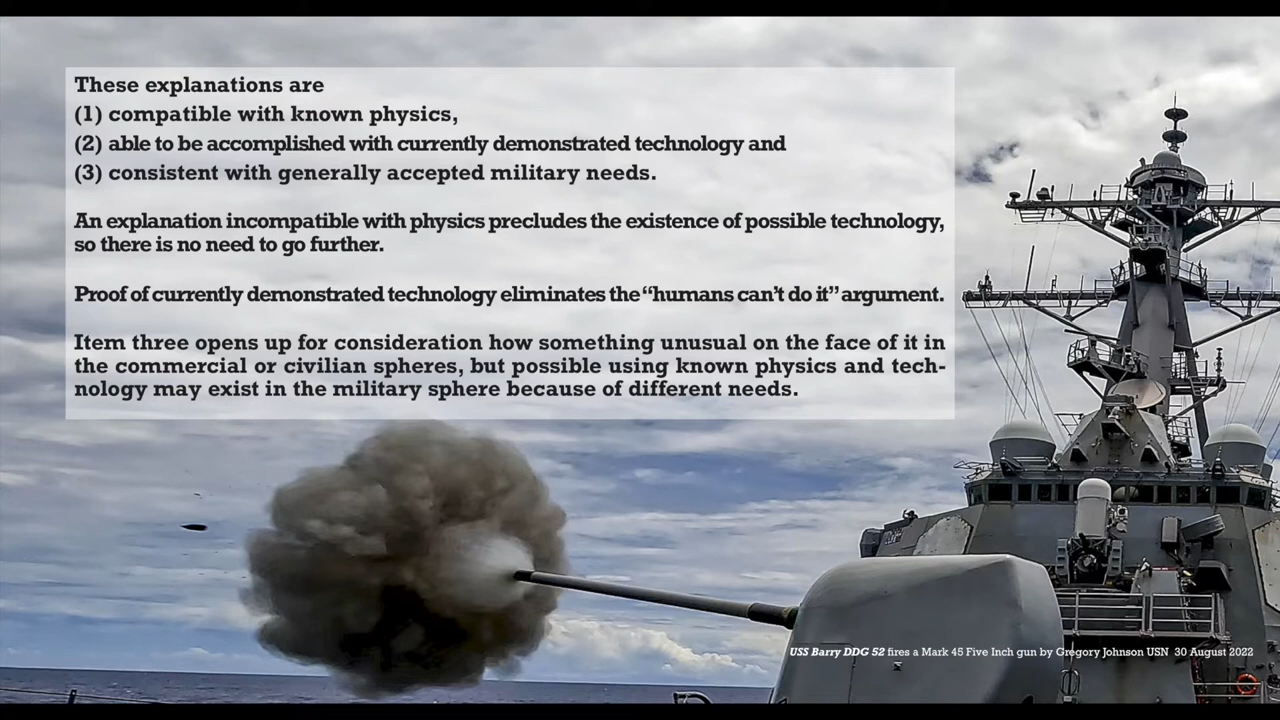 These explanations are
(1) compatible with known physics,
(2) able to be accomplished with currently demonstrated technology and
(3) consistent with generally accepted military needs.
An explanation incompatible with physics precludes the existence of possible technology,
so there is no need to go further.
Proof of currently demonstrated technology eliminates the “humans can’t do it” argument.
Item three opens up for consideration how something unusual on the face of it in
the commercial or civilian spheres, but possible using known physics and tech-
nology may exist in the military sphere because of different needs.
USS Barry DDG 52 fires a Mark 45 Five Inch gun by Gregory Johnson USN 30 August 2022